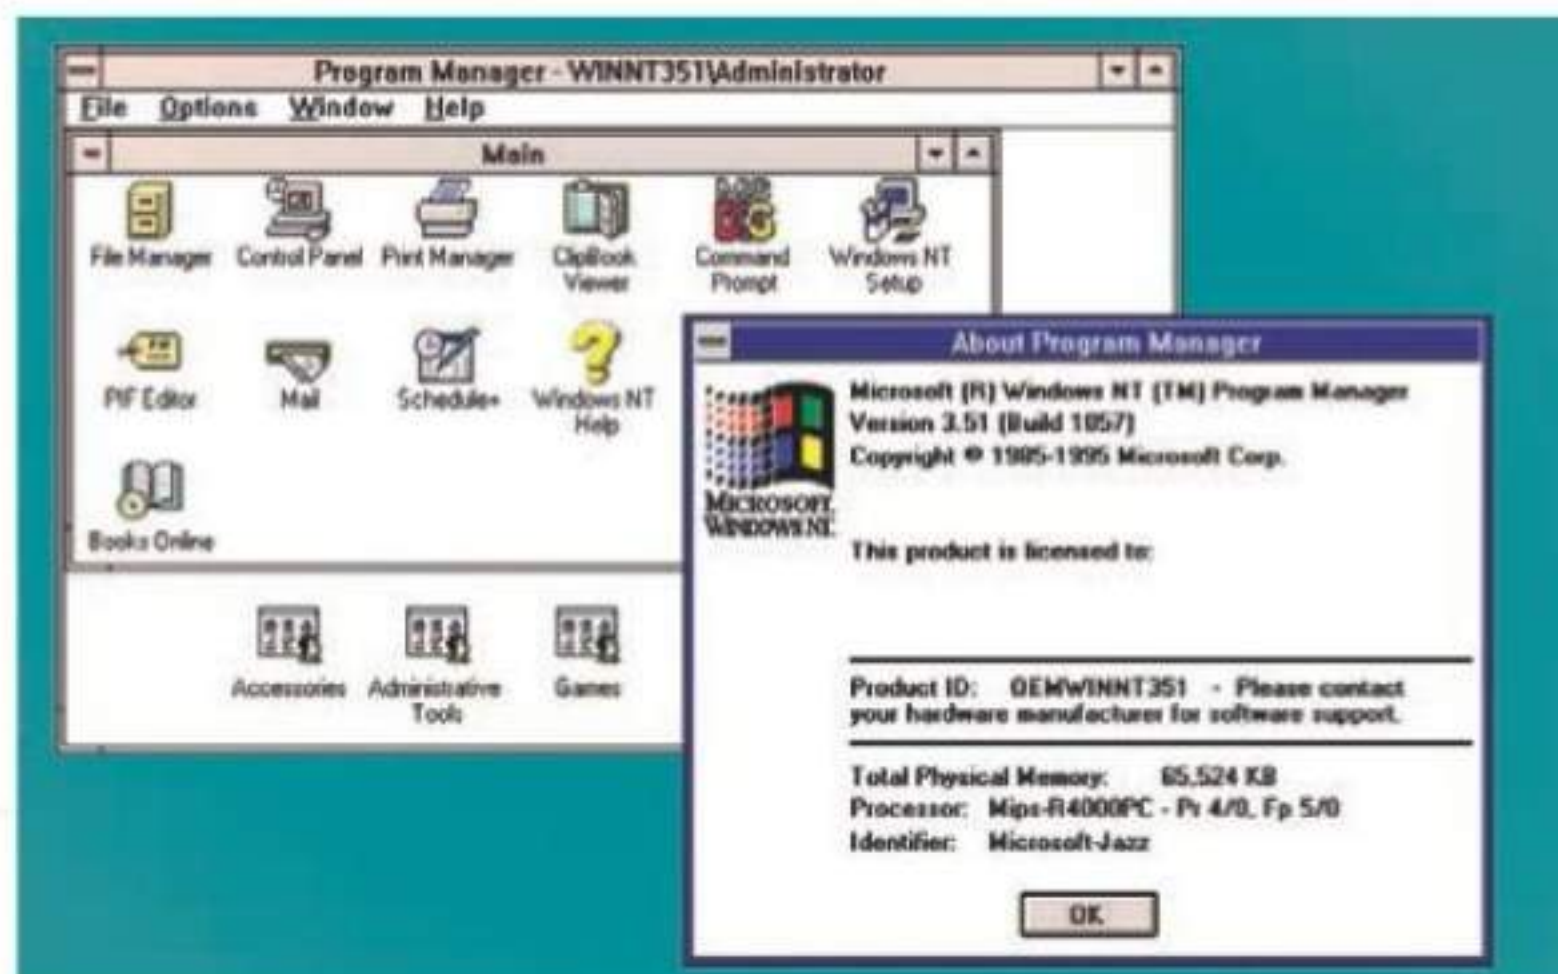 Program Manager - WINNT351\Administrator
File Options Window Help
Main
File Manager
Control Panel
Print Manager
ClipBook
Viewer
Command
Prompt
Windows NT
Setup
PIF Editor
Mail
Schedule+
Windows NT
Help
Books Online
Accessories
Administrative
Tools
Games
About Program Manager
MICROSOFT.
WINDOWS NT.
Microsoft (R) Windows NT (TM) Program Manager
Version 3.51 (Build 1057)
Copyright © 1985-1995 Microsoft Corp.
This product is licensed to:
Product ID: OEMWINNT351 - Please contact
your hardware manufacturer for software support.
Total Physical Memory: 65,524 KB
Processor: Mips-R4000PC - Pr 4/0, Fp 5/0
Identifier: Microsoft-Jazz
OK